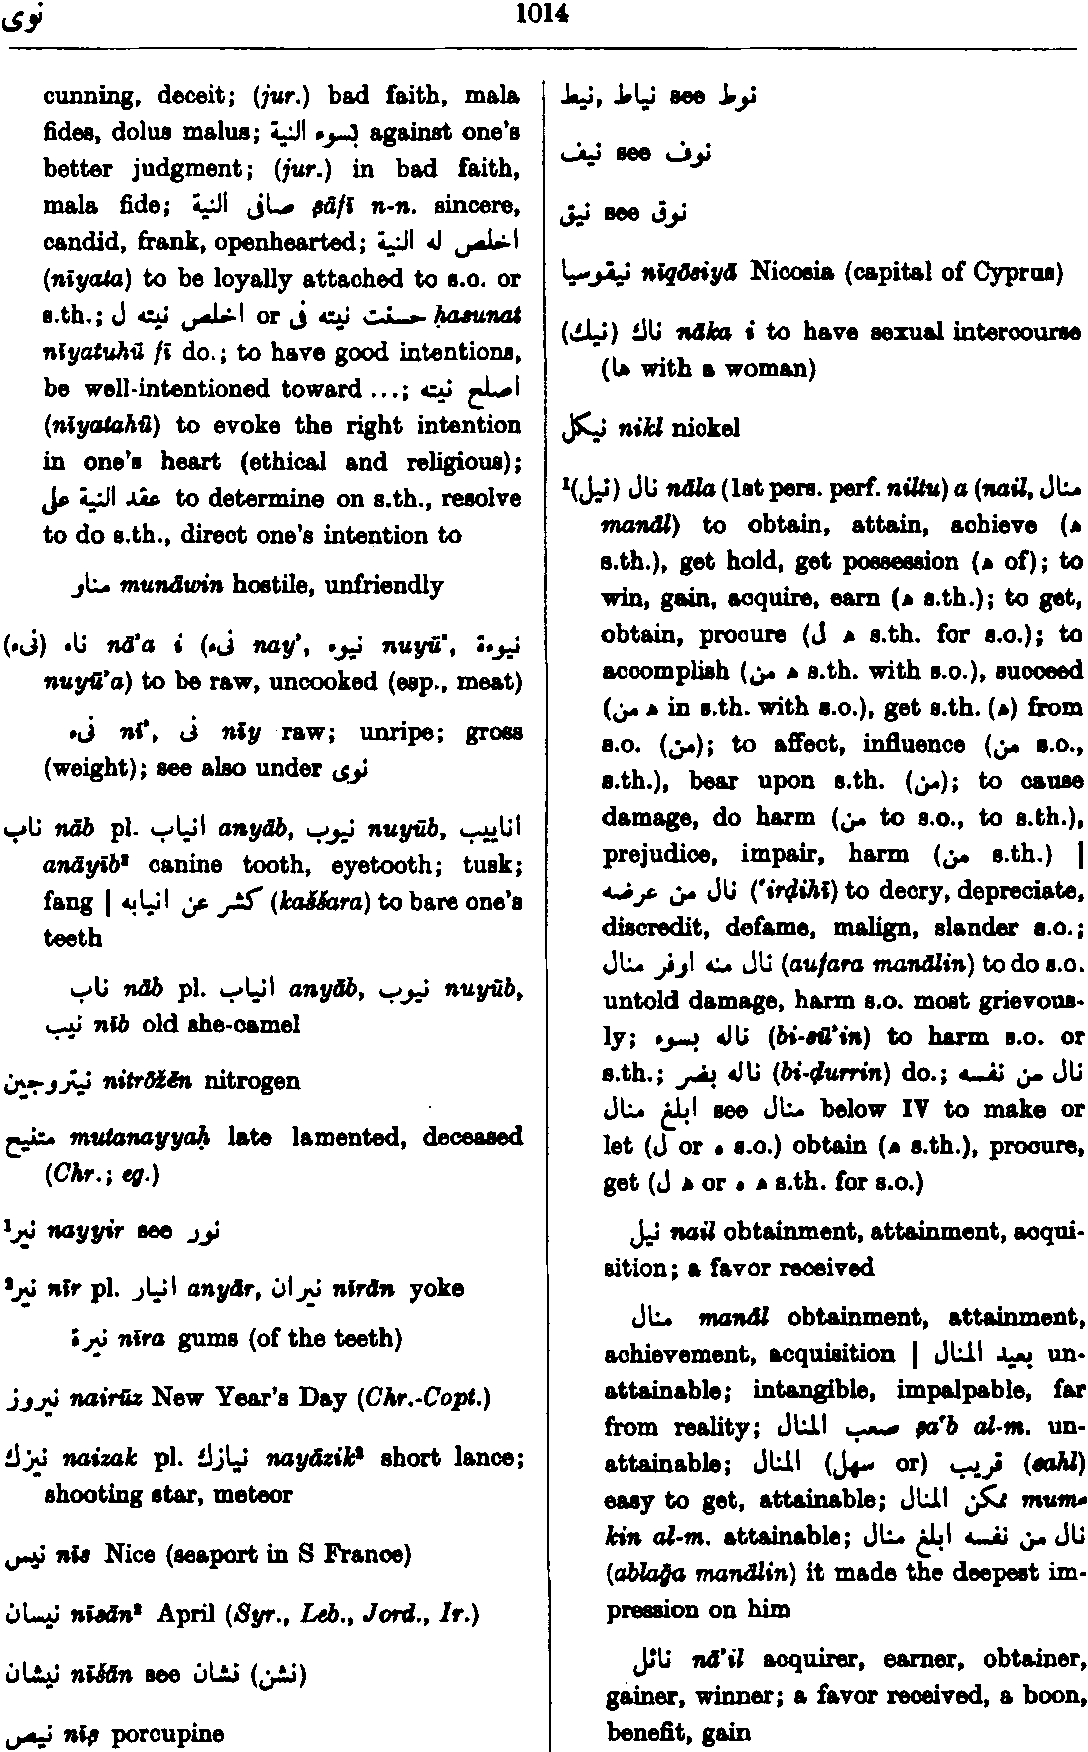 نوى
1014
cunning, deceit; (jur.) bad faith, mala
fides, dolus malus; بسوء النية against one's
better judgment; (jur.) in bad faith,
mala fide; صافى النية ṣāfī n-n. sincere,
candid, frank, openhearted; اخلص له النية
(nīyata) to be loyally attached to s.o. or
s.th.; اخلص نيته ل or حسنت نيته فى ḥasunat
nīyatuhū fī do.; to have good intentions,
be well-intentioned toward ...; اصلح نيته
(nīyatahū) to evoke the right intention
in one's heart (ethical and religious);
عقد النية على to determine on s.th., resolve
to do s.th., direct one's intention to
مناو munāwin hostile, unfriendly
(نىء) ناء nā'a i (نىء nay', نيوء nuyū', نيوءة
nuyū'a) to be raw, uncooked (esp., meat)
نىء nī', نى nīy raw; unripe; gross
(weight); see also under نوى
ناب nāb pl. انياب anyāb, نيوب nuyūb, اناييب
anāyīb² canine tooth, eyetooth; tusk;
fang | كشر عن انيابه (kaššara) to bare one's
teeth
ناب nāb pl. انياب anyāb, نيوب nuyūb,
نيب nīb old she-camel
نيتروجين nitrōžēn nitrogen
متنيح mutanayyaḥ late lamented, deceased
(Chr.; eg.)
¹نير nayyir see نور
²نير nīr pl. انيار anyār, نيران nīrān yoke
نيرة nīra gums (of the teeth)
نيروز nairūz New Year's Day (Chr.-Copt.)
نيزك naizak pl. نيازك nayāzik² short lance;
shooting star, meteor
نيس nīs Nice (seaport in S France)
نيسان nīsān² April (Syr., Leb., Jord., Ir.)
نيشان nīšān see نشان (نشن)
نيص nīṣ porcupine
نيط, نياط see نوط
نيف see نوف
نيق see نوق
نيقوسيا nīqōsiyā Nicosia (capital of Cyprus)
(نيك) ناك nāka i to have sexual intercourse
(ها with a woman)
نيكل nikl nickel
¹(نيل) نال nāla (1st pers. perf. niltu) a (nail, منال
manāl) to obtain, attain, achieve (ه
s.th.), get hold, get possession (ه of); to
win, gain, acquire, earn (ه s.th.); to get,
obtain, procure (ل ه s.th. for s.o.); to
accomplish (ه من s.th. with s.o.), succeed
(ه من in s.th. with s.o.), get s.th. (ه) from
s.o. (من); to affect, influence (من s.o.,
s.th.), bear upon s.th. (من); to cause
damage, do harm (من to s.o., to s.th.),
prejudice, impair, harm (من s.th.) |
نال من عرضه ('irḍihī) to decry, depreciate,
discredit, defame, malign, slander s.o.;
نال منه اوفر منال (aufara manālin) to do s.o.
untold damage, harm s.o. most grievous-
ly; ناله بسوء (bi-sū'in) to harm s.o. or
s.th.; ناله بضر (bi-ḍurrin) do.; نال من نفسه
ابلغ منال see منال below IV to make or
let (ل or ه s.o.) obtain (ه s.th.), procure,
get (ل ه or ه ه s.th. for s.o.)
نيل nail obtainment, attainment, acqui-
sition; a favor received
منال manāl obtainment, attainment,
achievement, acquisition | بعيد المنال un-
attainable; intangible, impalpable, far
from reality; صعب المنال ṣa'b al-m. un-
attainable; قريب (or سهل) المنال (sahl)
easy to get, attainable; ممكن المنال mum-
kin al-m. attainable; نال من نفسه ابلغ منال
(ablaḡa manālin) it made the deepest im-
pression on him
نائل nā'il acquirer, earner, obtainer,
gainer, winner; a favor received, a boon,
benefit, gain